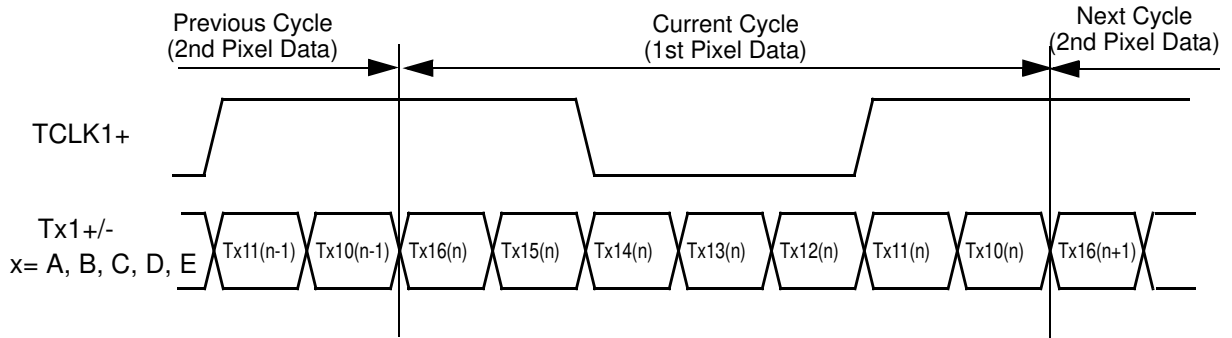 Previous Cycle
(2nd Pixel Data)
Current Cycle
(1st Pixel Data)
Next Cycle
(2nd Pixel Data)
TCLK1+
Tx1+/-
x= A, B, C, D, E
Tx11(n-1)
Tx10(n-1)
Tx16(n)
Tx15(n)
Tx14(n)
Tx13(n)
Tx12(n)
Tx11(n)
Tx10(n)
Tx16(n+1)